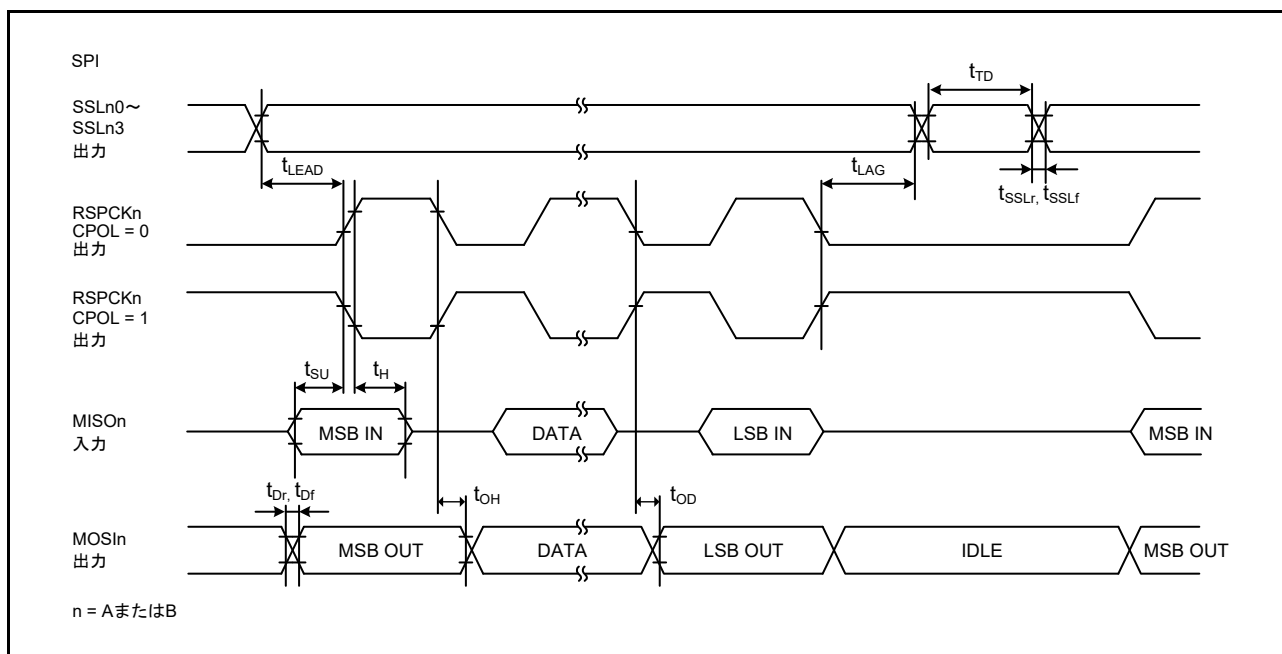 SPI
SSLn0～
SSLn3
出力
tTD
tLEAD
tLAG
tSSLr, tSSLf
RSPCKn
CPOL = 0
出力
RSPCKn
CPOL = 1
出力
tSU
tH
MISOn
入力
MSB IN
DATA
LSB IN
MSB IN
tDr, tDf
tOH
tOD
MOSIn
出力
MSB OUT
DATA
LSB OUT
IDLE
MSB OUT
n = AまたはB